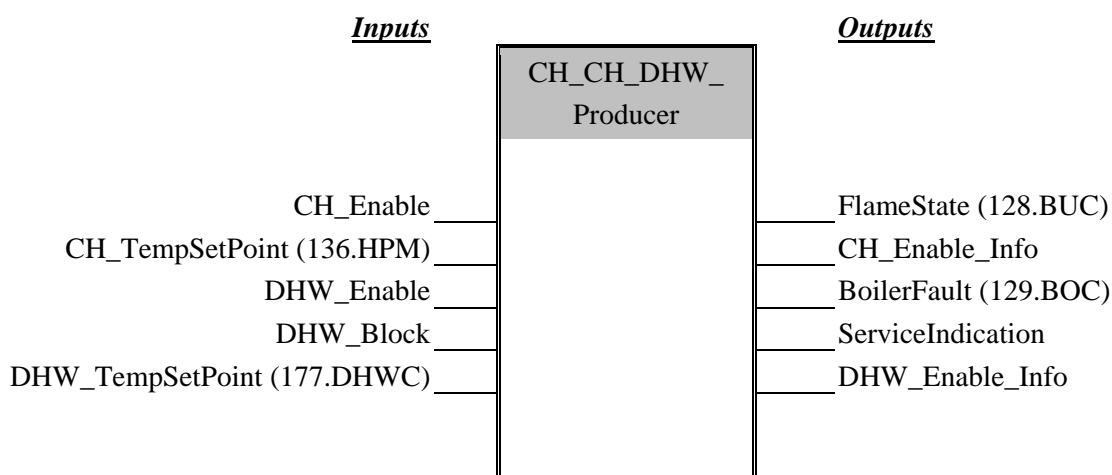 Inputs
Outputs
CH_CH_DHW_
Producer
CH_Enable
FlameState (128.BUC)
CH_TempSetPoint (136.HPM)
CH_Enable_Info
DHW_Enable
BoilerFault (129.BOC)
DHW_Block
ServiceIndication
DHW_TempSetPoint (177.DHWC)
DHW_Enable_Info